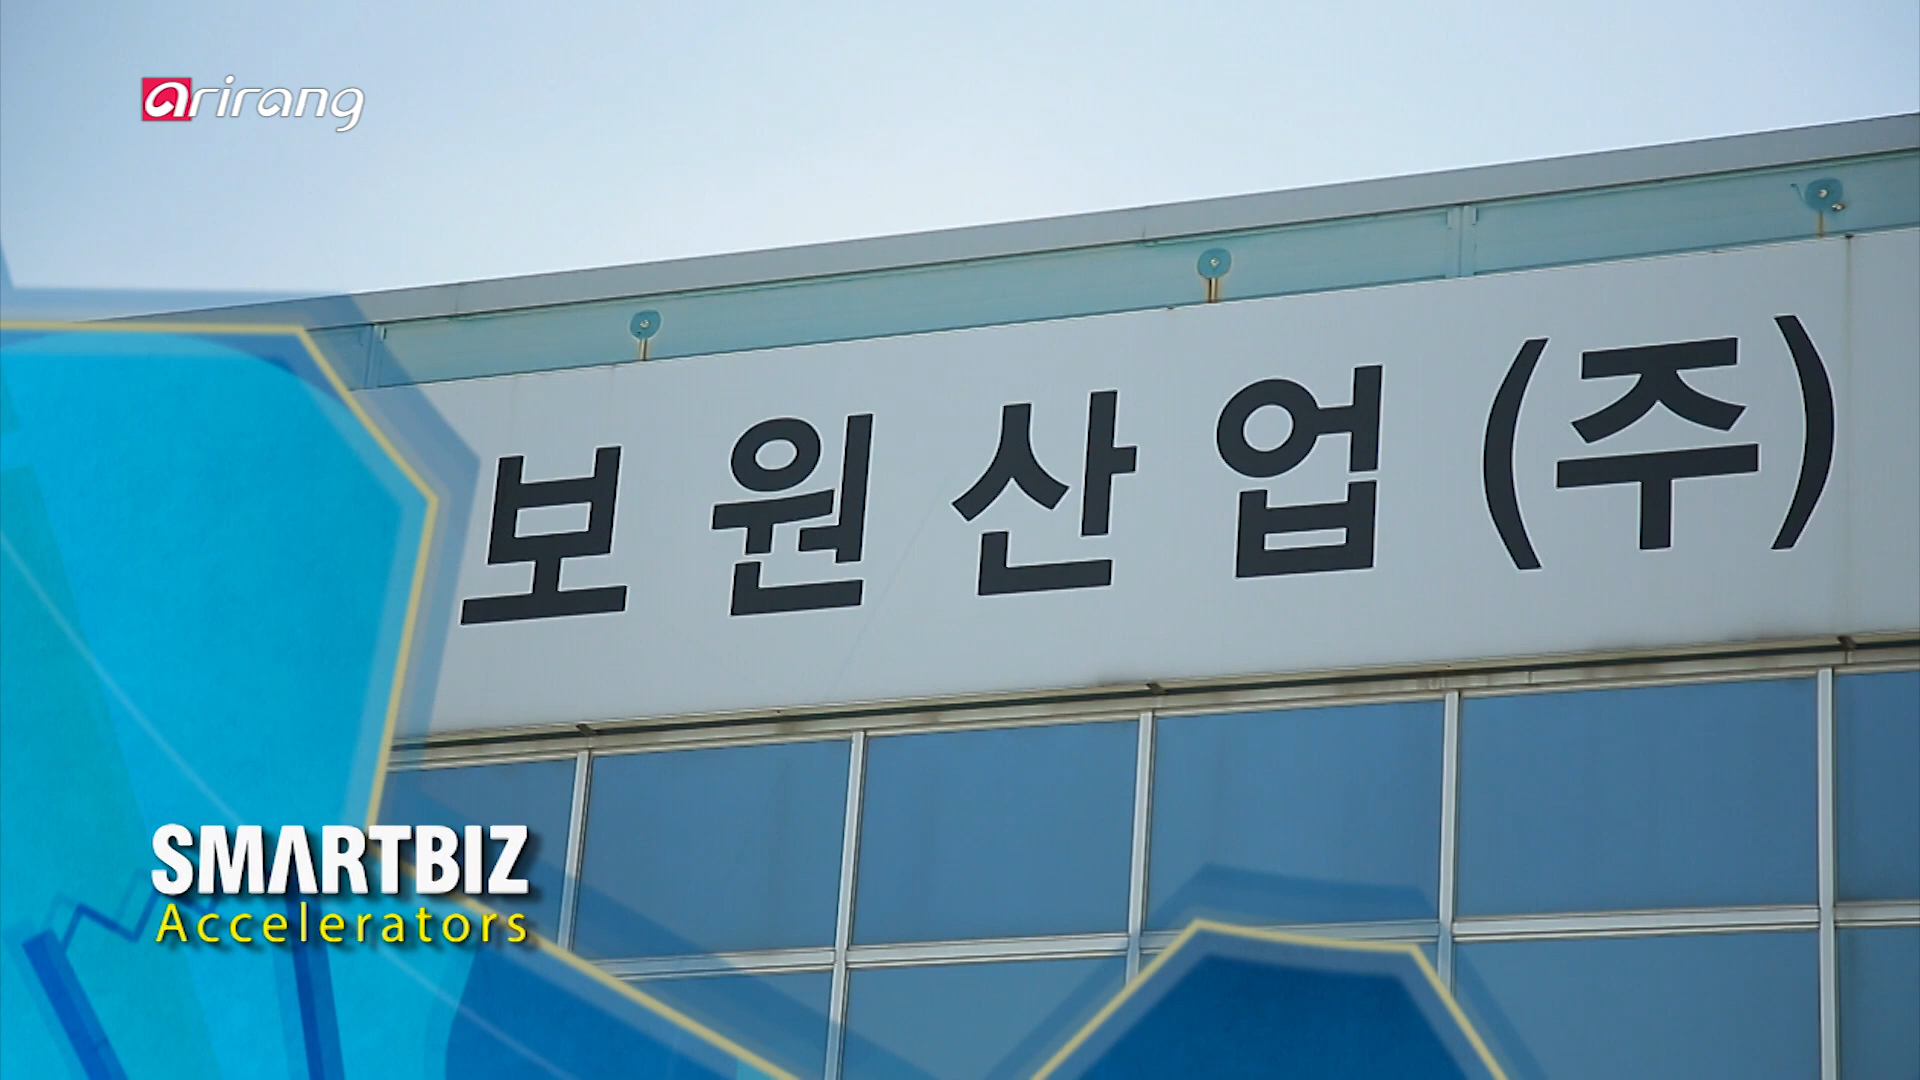 arirang
보원산업(주)
SMARTBIZ
Accelerators